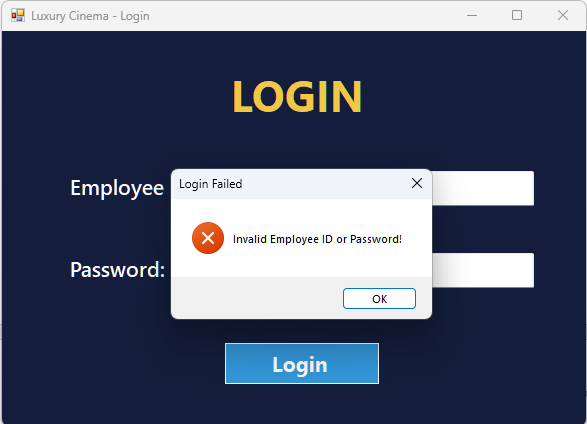 Luxury Cinema - Login
LOGIN
Login Failed
Employee
Invalid Employee ID or Password!
Password:
OK
Login